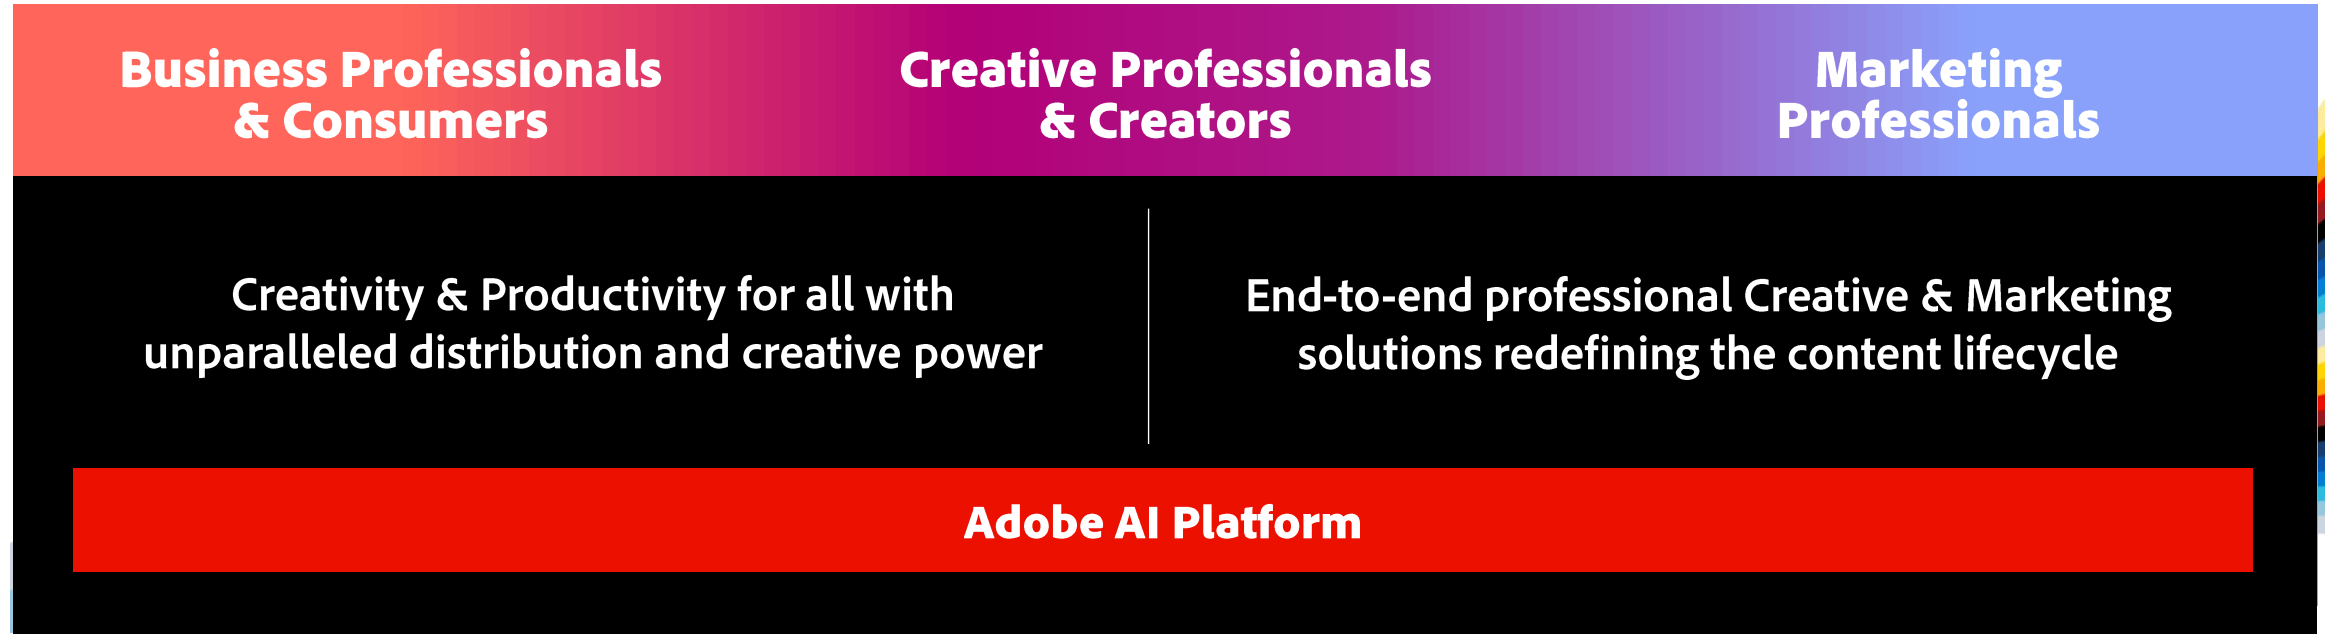 Business Professionals
& Consumers
Creative Professionals
& Creators
Marketing
Professionals
Creativity & Productivity for all with
unparalleled distribution and creative power
End-to-end professional Creative & Marketing
solutions redefining the content lifecycle
Adobe AI Platform